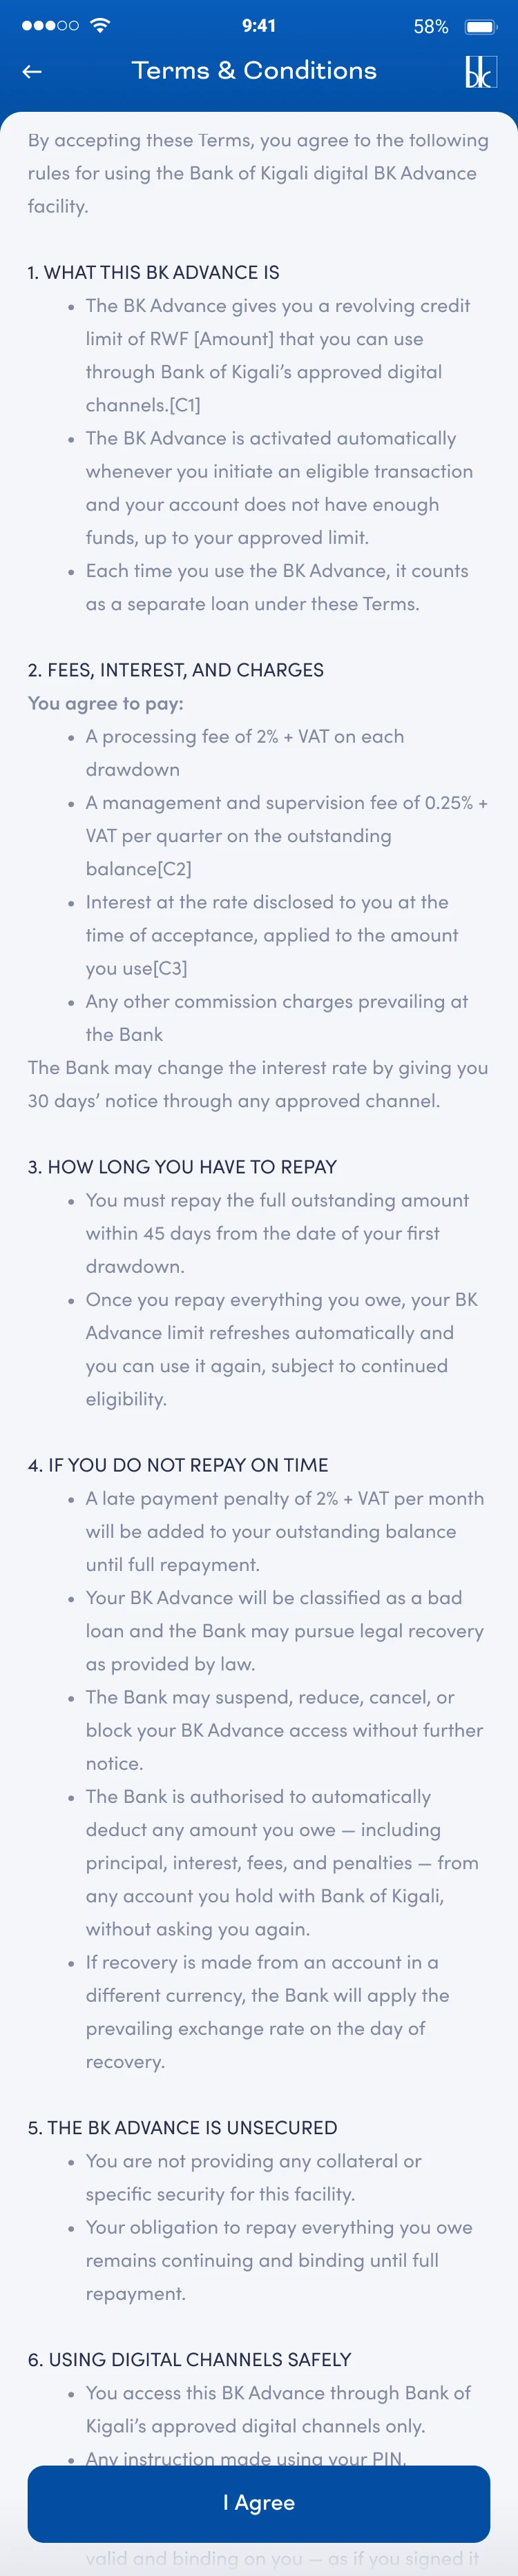 9:41
58%
Terms & Conditions
bk
By accepting these Terms, you agree to the following
rules for using the Bank of Kigali digital BK Advance
facility.
1. WHAT THIS BK ADVANCE IS
• The BK Advance gives you a revolving credit
limit of RWF [Amount] that you can use
through Bank of Kigali’s approved digital
channels.[C1]
• The BK Advance is activated automatically
whenever you initiate an eligible transaction
and your account does not have enough
funds, up to your approved limit.
• Each time you use the BK Advance, it counts
as a separate loan under these Terms.
2. FEES, INTEREST, AND CHARGES
You agree to pay:
• A processing fee of 2% + VAT on each
drawdown
• A management and supervision fee of 0.25% +
VAT per quarter on the outstanding
balance[C2]
• Interest at the rate disclosed to you at the
time of acceptance, applied to the amount
you use[C3]
• Any other commission charges prevailing at
the Bank
The Bank may change the interest rate by giving you
30 days’ notice through any approved channel.
3. HOW LONG YOU HAVE TO REPAY
• You must repay the full outstanding amount
within 45 days from the date of your first
drawdown.
• Once you repay everything you owe, your BK
Advance limit refreshes automatically and
you can use it again, subject to continued
eligibility.
4. IF YOU DO NOT REPAY ON TIME
• A late payment penalty of 2% + VAT per month
will be added to your outstanding balance
until full repayment.
• Your BK Advance will be classified as a bad
loan and the Bank may pursue legal recovery
as provided by law.
• The Bank may suspend, reduce, cancel, or
block your BK Advance access without further
notice.
• The Bank is authorised to automatically
deduct any amount you owe — including
principal, interest, fees, and penalties — from
any account you hold with Bank of Kigali,
without asking you again.
• If recovery is made from an account in a
different currency, the Bank will apply the
prevailing exchange rate on the day of
recovery.
5. THE BK ADVANCE IS UNSECURED
• You are not providing any collateral or
specific security for this facility.
• Your obligation to repay everything you owe
remains continuing and binding until full
repayment.
6. USING DIGITAL CHANNELS SAFELY
• You access this BK Advance through Bank of
Kigali’s approved digital channels only.
• Any instruction made using your PIN,
I Agree
valid and binding on you — as if you signed it